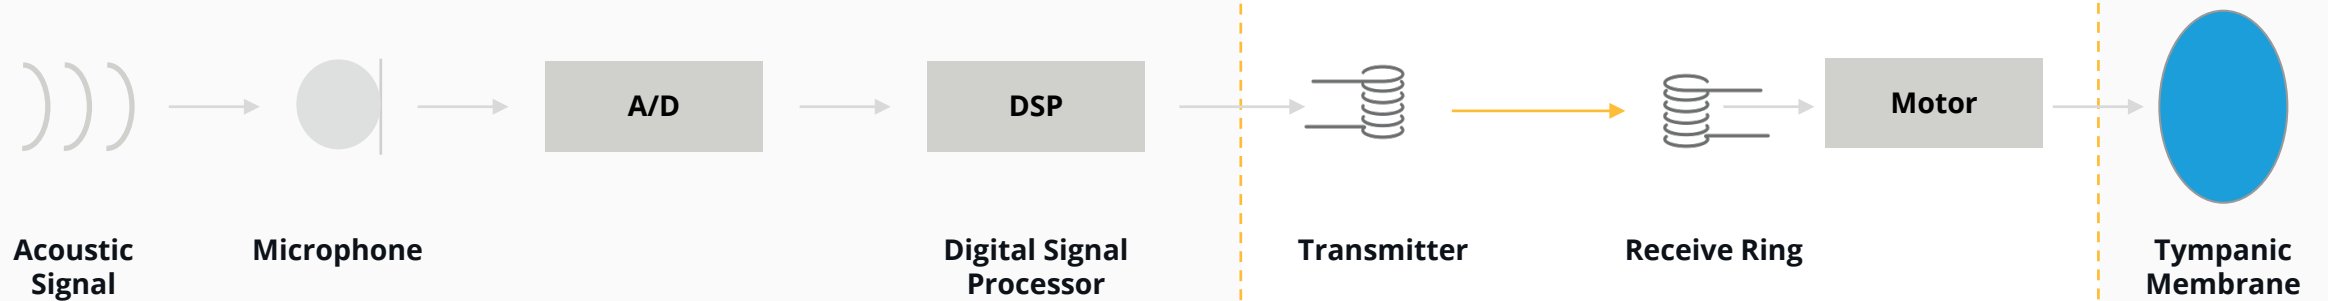 A/D
DSP
Motor
Acoustic
Signal
Microphone
Digital Signal
Processor
Transmitter
Receive Ring
Tympanic
Membrane